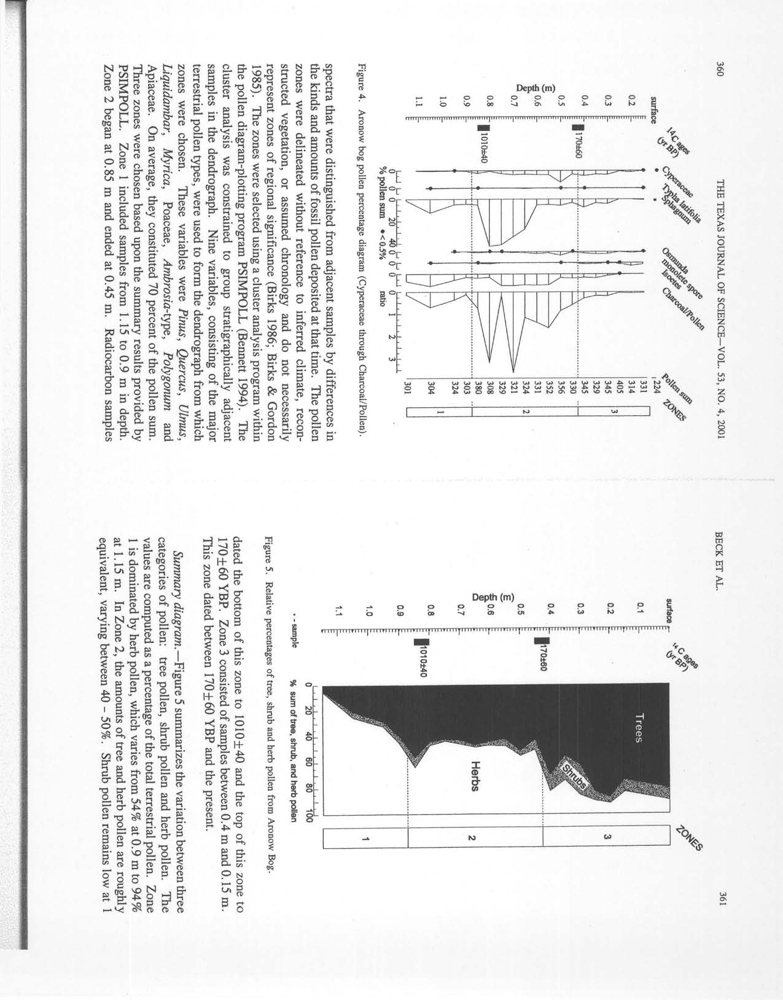 360
THE TEXAS JOURNAL OF SCIENCE—VOL. 53, NO. 4, 2001
14C ages
(yr BP)
Cyperaceae
Typha latifolia
Sphagnum
Osmunda
monolete spore
Isoetes
Charcoal/Pollen
Pollen sum
ZONES
surface
0.2
0.3
0.4
0.5
0.6
0.7
0.8
0.9
1.0
1.1
Depth (m)
170±60
1010±40
224
331
314
405
345
329
345
330
356
352
331
324
321
329
308
380
303
324
304
301
3
2
1
0 0 0 20 40 0 0 0 0 1 2 3
% pollen sum • < 0.5% ratio
Figure 4. Aronow bog pollen percentage diagram (Cyperaceae through Charcoal/Pollen).
spectra that were distinguished from adjacent samples by differences in
the kinds and amounts of fossil pollen deposited at that time. The pollen
zones were delineated without reference to inferred climate, recon-
structed vegetation, or assumed chronology and do not necessarily
represent zones of regional significance (Birks 1986; Birks & Gordon
1985). The zones were selected using a cluster analysis program within
the pollen diagram-plotting program PSIMPOLL (Bennett 1994). The
cluster analysis was constrained to group stratigraphically adjacent
samples in the dendrograph. Nine variables, consisting of the major
terrestrial pollen types, were used to form the dendrograph from which
zones were chosen. These variables were Pinus, Quercus, Ulmus,
Liquidambar, Myrica, Poaceae, Ambrosia-type, Polygonum and
Apiaceae. On average, they constituted 70 percent of the pollen sum.
Three zones were chosen based upon the summary results provided by
PSIMPOLL. Zone 1 included samples from 1.15 to 0.9 m in depth.
Zone 2 began at 0.85 m and ended at 0.45 m. Radiocarbon samples
BECK ET AL.
361
14 C ages
(yr BP)
ZONES
surface
0.1
0.2
0.3
0.4
0.5
0.6
0.7
0.8
0.9
1.0
1.1
Depth (m)
170±60
1010±40
Trees
Shrubs
Herbs
3
2
1
0 20 40 60 80 100
• - sample % sum of tree, shrub, and herb pollen
Figure 5. Relative percentages of tree, shrub and herb pollen from Aronow Bog.
dated the bottom of this zone to 1010±40 and the top of this zone to
170±60 YBP. Zone 3 consisted of samples between 0.4 m and 0.15 m.
This zone dated between 170±60 YBP and the present.
Summary diagram.—Figure 5 summarizes the variation between three
categories of pollen: tree pollen, shrub pollen and herb pollen. The
values are computed as a percentage of the total terrestrial pollen. Zone
1 is dominated by herb pollen, which varies from 54% at 0.9 m to 94%
at 1.15 m. In Zone 2, the amounts of tree and herb pollen are roughly
equivalent, varying between 40 – 50%. Shrub pollen remains low at 1